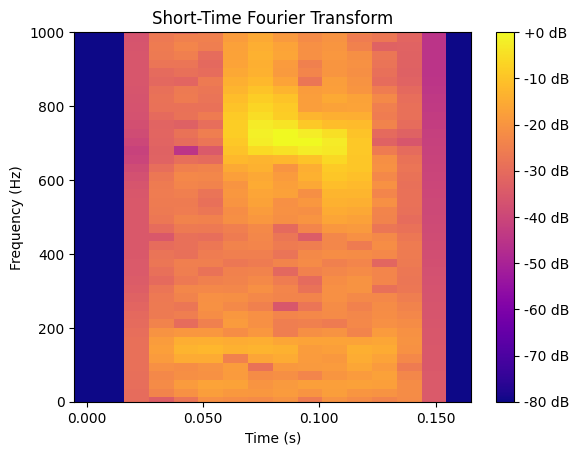 Short-Time Fourier Transform
1000
800
600
400
200
0
Frequency (Hz)
0.000
0.050
0.100
0.150
Time (s)
+0 dB
-10 dB
-20 dB
-30 dB
-40 dB
-50 dB
-60 dB
-70 dB
-80 dB